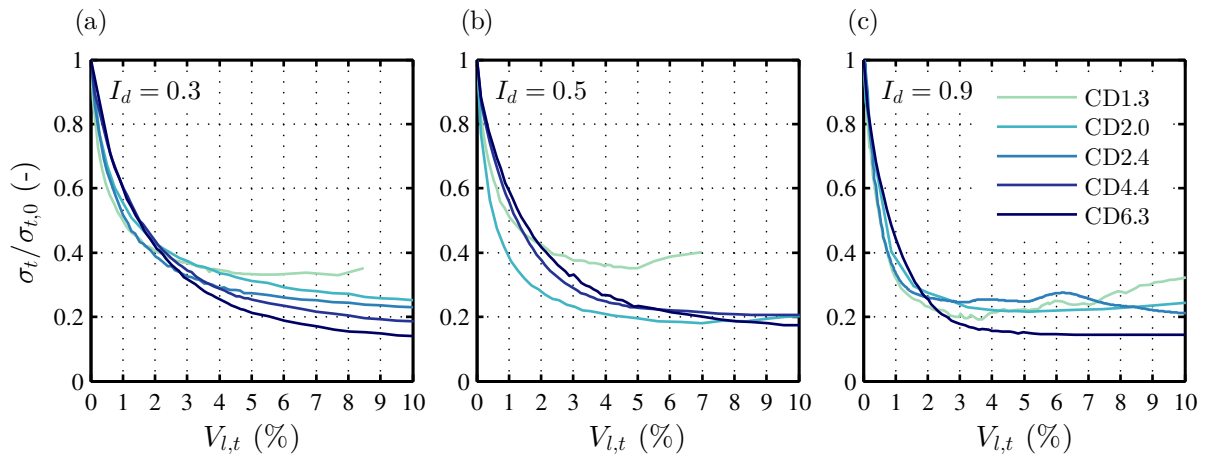 (a)
(b)
(c)
σ_t/σ_{t,0} (-)
1
0.8
0.6
0.4
0.2
0
I_d = 0.3
0 1 2 3 4 5 6 7 8 9 10
V_{l,t} (%)
1
0.8
0.6
0.4
0.2
0
I_d = 0.5
0 1 2 3 4 5 6 7 8 9 10
V_{l,t} (%)
1
0.8
0.6
0.4
0.2
0
I_d = 0.9
CD1.3
CD2.0
CD2.4
CD4.4
CD6.3
0 1 2 3 4 5 6 7 8 9 10
V_{l,t} (%)